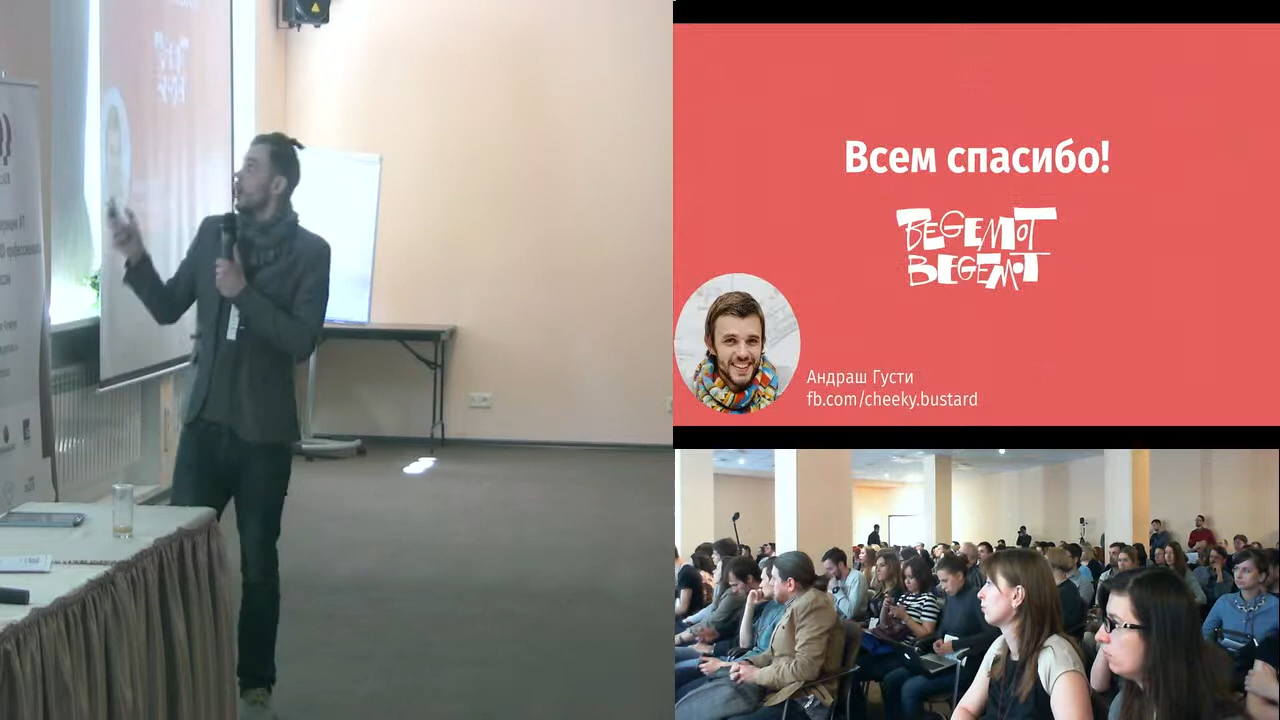 Всем спасибо!
BEGEMOT
BEGEMOT
Андраш Густи
fb.com/cheeky.bustard